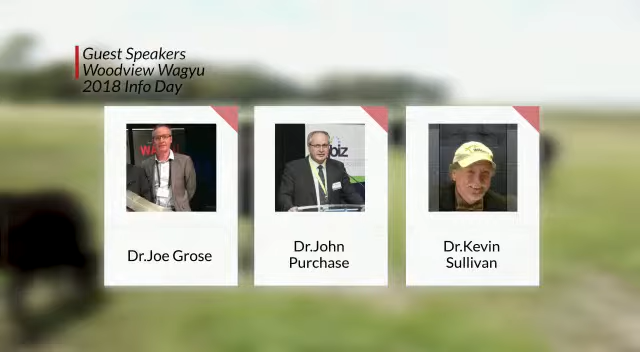 Guest Speakers
Woodview Wagyu
2018 Info Day
Dr.Joe Grose
Dr.John
Purchase
Dr.Kevin
Sullivan